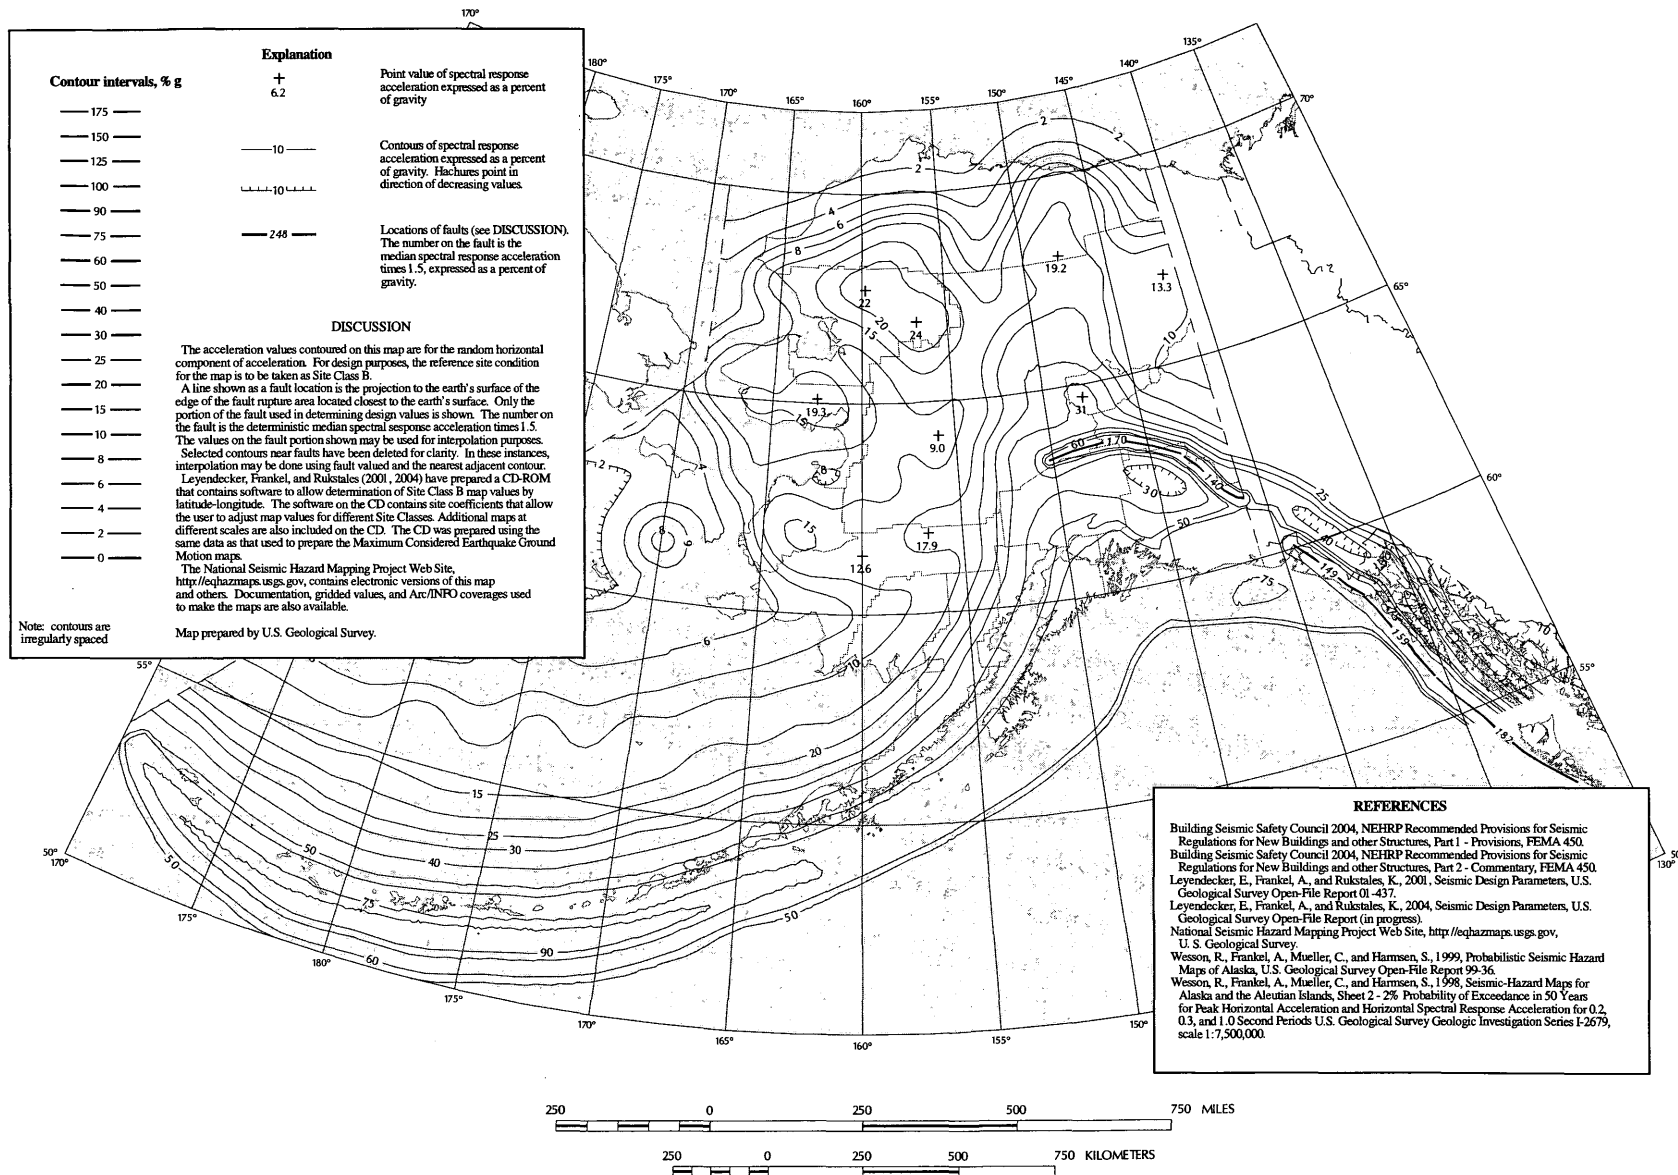 Explanation
Contour intervals, % g
175
150
125
100
90
75
60
50
40
30
25
20
15
10
8
6
4
2
0
Note: contours are
irregularly spaced
+
6.2
Point value of spectral response
acceleration expressed as a percent
of gravity
10
10
Contours of spectral response
acceleration expressed as a percent
of gravity. Hachures point in
direction of decreasing values.
248
Locations of faults (see DISCUSSION).
The number on the fault is the
median spectral response acceleration
times 1.5, expressed as a percent of
gravity.
DISCUSSION
The acceleration values contoured on this map are for the random horizontal
component of acceleration. For design purposes, the reference site condition
for the map is to be taken as Site Class B.
A line shown as a fault location is the projection to the earth's surface of the
edge of the fault rupture area located closest to the earth's surface. Only the
portion of the fault used in determining design values is shown. The number on
the fault is the deterministic median spectral sesponse acceleration times 1.5.
The values on the fault portion shown may be used for interpolation purposes.
Selected contours near faults have been deleted for clarity. In these instances,
interpolation may be done using fault valued and the nearest adjacent contour.
Leyendecker, Frankel, and Rukstales (2001, 2004) have prepared a CD-ROM
that contains software to allow determination of Site Class B map values by
latitude-longitude. The software on the CD contains site coefficients that allow
the user to adjust map values for different Site Classes. Additional maps at
different scales are also included on the CD. The CD was prepared using the
same data as that used to prepare the Maximum Considered Earthquake Ground
Motion maps.
The National Seismic Hazard Mapping Project Web Site,
http://eqhazmaps.usgs.gov, contains electronic versions of this map
and others. Documentation, gridded values, and Arc/INFO coverages used
to make the maps are also available.
Map prepared by U.S. Geological Survey.
170°
180°
175°
170°
165°
160°
155°
150°
145°
140°
135°
70°
65°
60°
55°
50
130°
55°
50°
170°
175°
180°
175°
170°
165°
160°
155°
150°
2
2
2
4
6
8
22
20
24
15
19.2
13.3
10
31
19.3
15
9.0
8
60
170
140
30
50
25
40
2
4
8
6
15
17.9
12.6
75
149
159
10
182
6
10
20
15
25
30
40
50
75
50
90
60
50
REFERENCES
Building Seismic Safety Council 2004, NEHRP Recommended Provisions for Seismic
Regulations for New Buildings and other Structures, Part 1 - Provisions, FEMA 450.
Building Seismic Safety Council 2004, NEHRP Recommended Provisions for Seismic
Regulations for New Buildings and other Structures, Part 2 - Commentary, FEMA 450.
Leyendecker, E., Frankel, A., and Rukstales, K., 2001, Seismic Design Parameters, U.S.
Geological Survey Open-File Report 01-437.
Leyendecker, E., Frankel, A., and Rukstales, K., 2004, Seismic Design Parameters, U.S.
Geological Survey Open-File Report (in progress).
National Seismic Hazard Mapping Project Web Site, http://eqhazmaps.usgs.gov,
U. S. Geological Survey.
Wesson, R., Frankel, A., Mueller, C., and Harmsen, S., 1999, Probabilistic Seismic Hazard
Maps of Alaska, U.S. Geological Survey Open-File Report 99-36.
Wesson, R., Frankel, A., Mueller, C., and Harmsen, S., 1998, Seismic-Hazard Maps for
Alaska and the Aleutian Islands, Sheet 2 - 2% Probability of Exceedance in 50 Years
for Peak Horizontal Acceleration and Horizontal Spectral Response Acceleration for 0.2,
0.3, and 1.0 Second Periods U.S. Geological Survey Geologic Investigation Series I-2679,
scale 1:7,500,000.
250 0 250 500 750 MILES
250 0 250 500 750 KILOMETERS